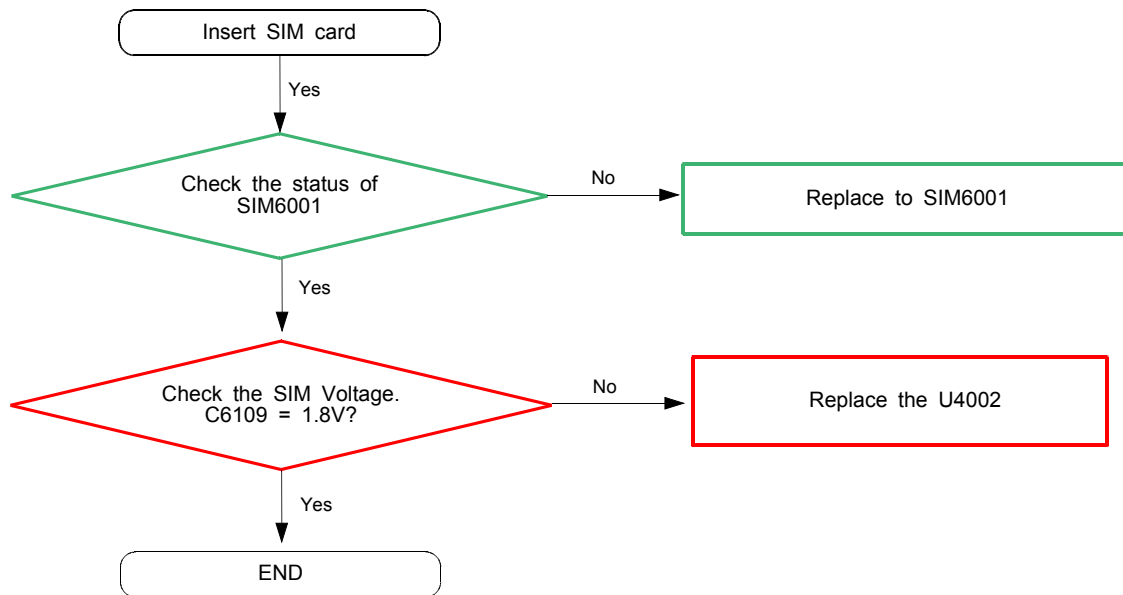 Insert SIM card
Yes
Check the status of
SIM6001
No
Replace to SIM6001
Yes
Check the SIM Voltage.
C6109 = 1.8V?
No
Replace the U4002
Yes
END